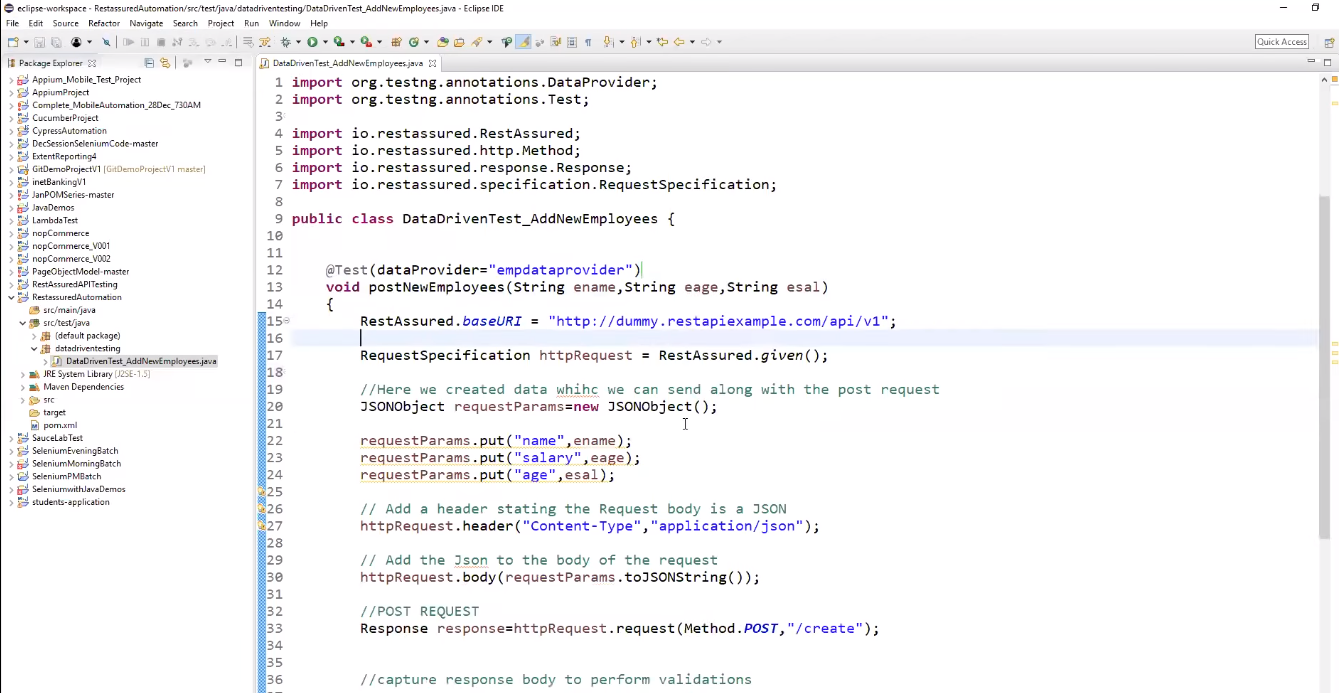 eclipse-workspace - RestassuredAutomation/src/test/java/datadriventesting/DataDrivenTest_AddNewEmployees.java - Eclipse IDE
File Edit Source Refactor Navigate Search Project Run Window Help
Quick Access
Package Explorer
Appium_Mobile_Test_Project
AppiumProject
Complete_MobileAutomation_28Dec_730AM
CucumberProject
CypressAutomation
DecSessionSeleniumCode-master
ExtentReporting4
GitDemoProjectV1 [GitDemoProjectV1 master]
inetBankingV1
JanPOMSeries-master
JavaDemos
LambdaTest
nopCommerce
nopCommerce_V001
nopCommerce_V002
PageObjectModel-master
RestAssuredAPITesting
RestassuredAutomation
src/main/java
src/test/java
(default package)
datadriventesting
DataDrivenTest_AddNewEmployees.java
JRE System Library [J2SE-1.5]
Maven Dependencies
src
target
pom.xml
SauceLabTest
SeleniumEveningBatch
SeleniumMorningBatch
SeleniumPMBatch
SeleniumwithJavaDemos
students-application
DataDrivenTest_AddNewEmployees.java
1 import org.testng.annotations.DataProvider;
2 import org.testng.annotations.Test;
3
4 import io.restassured.RestAssured;
5 import io.restassured.http.Method;
6 import io.restassured.response.Response;
7 import io.restassured.specification.RequestSpecification;
8
9 public class DataDrivenTest_AddNewEmployees {
10
11
12 @Test(dataProvider="empdataprovider")
13 void postNewEmployees(String ename,String eage,String esal)
14 {
15 RestAssured.baseURI = "http://dummy.restapiexample.com/api/v1";
16
17 RequestSpecification httpRequest = RestAssured.given();
18
19 //Here we created data whihc we can send along with the post request
20 JSONObject requestParams=new JSONObject();
21
22 requestParams.put("name",ename);
23 requestParams.put("salary",eage);
24 requestParams.put("age",esal);
25
26 // Add a header stating the Request body is a JSON
27 httpRequest.header("Content-Type","application/json");
28
29 // Add the Json to the body of the request
30 httpRequest.body(requestParams.toJSONString());
31
32 //POST REQUEST
33 Response response=httpRequest.request(Method.POST,"/create");
34
35
36 //capture response body to perform validations